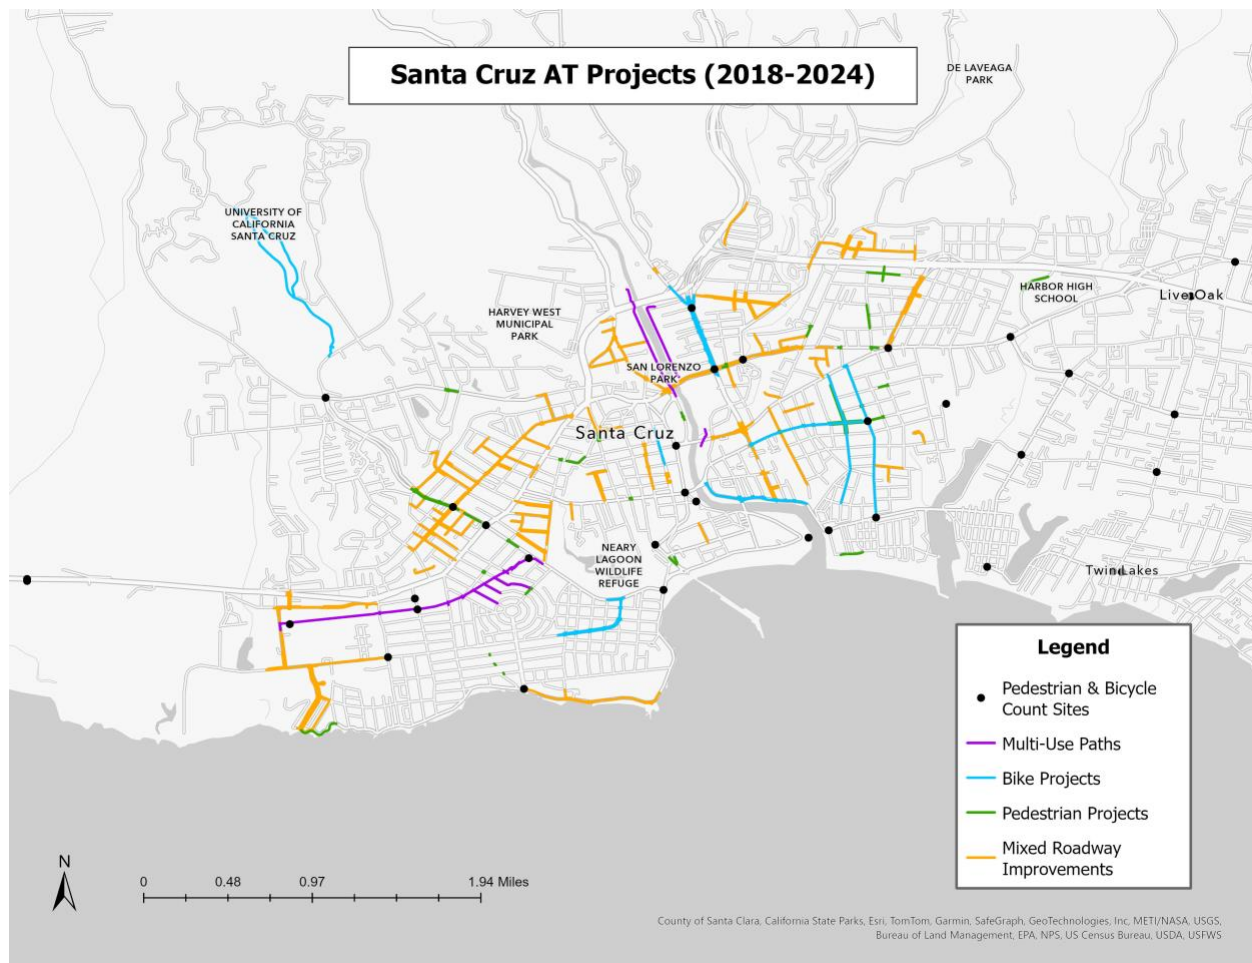 Santa Cruz AT Projects (2018-2024)
DE LAVEAGA
PARK
UNIVERSITY OF
CALIFORNIA
SANTA CRUZ
HARBOR HIGH
SCHOOL
Live Oak
HARVEY WEST
MUNICIPAL
PARK
SAN LORENZO
PARK
Santa Cruz
NEARY
LAGOON
WILDLIFE
REFUGE
Twin Lakes
Legend
Pedestrian & Bicycle
Count Sites
Multi-Use Paths
Bike Projects
Pedestrian Projects
Mixed Roadway
Improvements
N
0 0.48 0.97 1.94 Miles
County of Santa Clara, California State Parks, Esri, TomTom, Garmin, SafeGraph, GeoTechnologies, Inc, METI/NASA, USGS,
Bureau of Land Management, EPA, NPS, US Census Bureau, USDA, USFWS